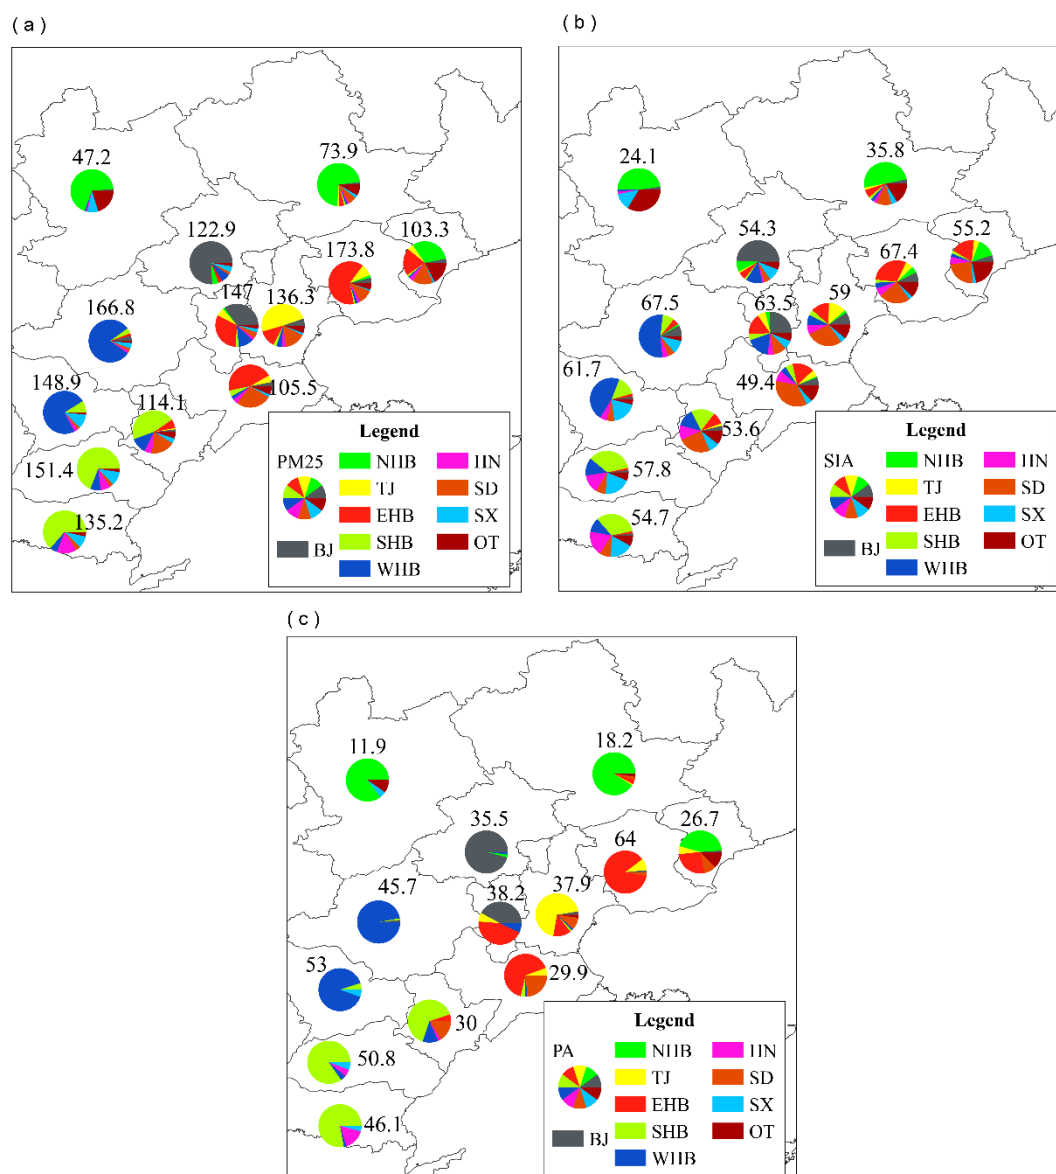 ( a )
47.2
73.9
122.9
173.8
103.3
147
136.3
166.8
105.5
148.9
114.1
151.4
135.2
Legend
PM25
NHB
HN
TJ
SD
EHB
SX
SHB
OT
BJ
WHB
( b )
24.1
35.8
54.3
67.4
55.2
67.5
63.5
59
61.7
49.4
53.6
57.8
54.7
Legend
SIA
NHB
HN
TJ
SD
EHB
SX
SHB
OT
BJ
WHB
( c )
11.9
18.2
35.5
64
26.7
45.7
38.2
37.9
53
29.9
30
50.8
46.1
Legend
PA
NHB
HN
TJ
SD
EHB
SX
SHB
OT
BJ
WHB